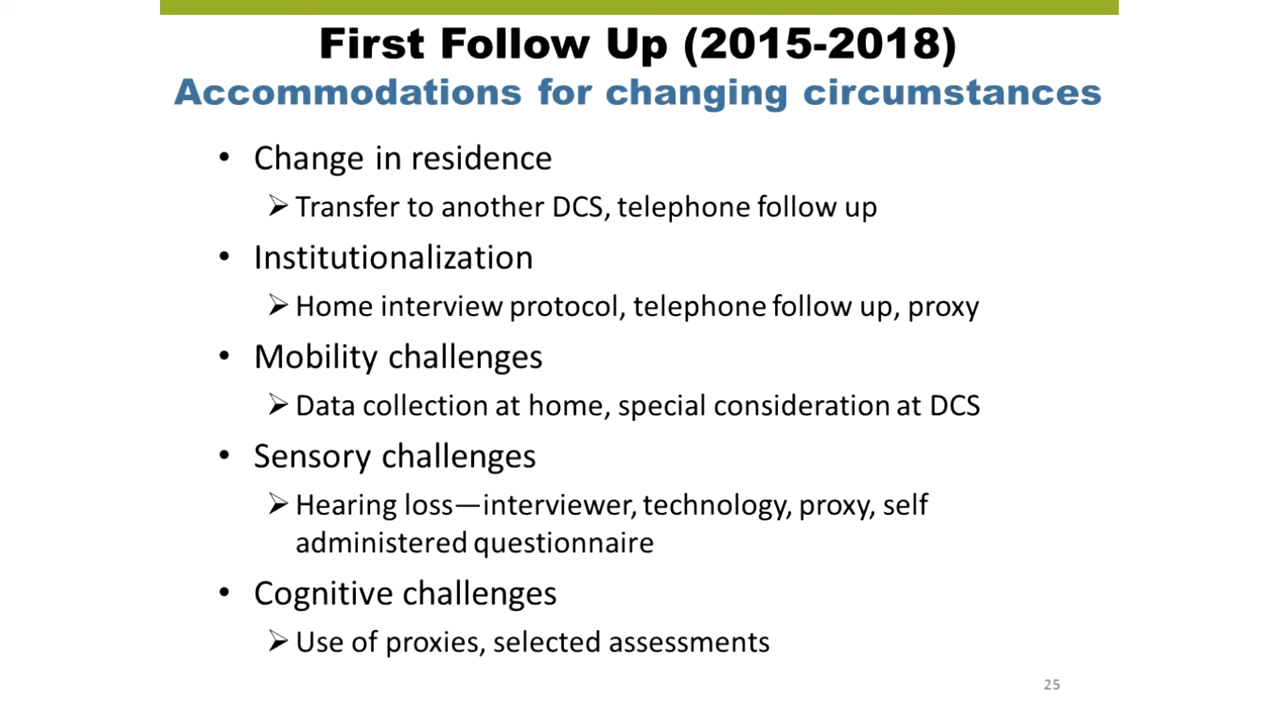 First Follow Up (2015-2018)
Accommodations for changing circumstances
• Change in residence
➢ Transfer to another DCS, telephone follow up
• Institutionalization
➢ Home interview protocol, telephone follow up, proxy
• Mobility challenges
➢ Data collection at home, special consideration at DCS
• Sensory challenges
➢ Hearing loss—interviewer, technology, proxy, self
administered questionnaire
• Cognitive challenges
➢ Use of proxies, selected assessments
25